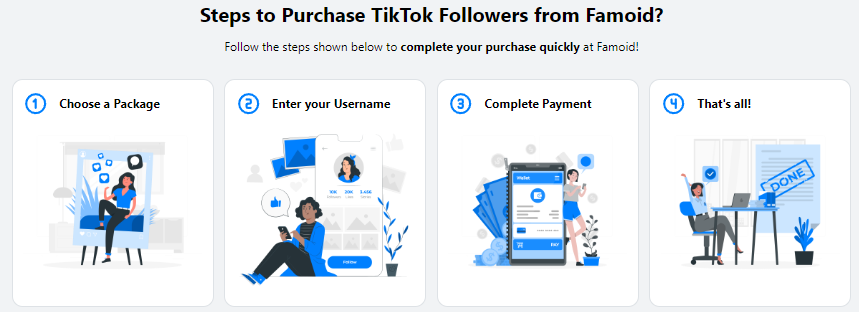 Steps to Purchase TikTok Followers from Famoid?
Follow the steps shown below to complete your purchase quickly at Famoid!
1 Choose a Package
2 Enter your Username
3 Complete Payment
4 That's all!
10K 20K 3.45K
Follow
Wallet
PAY
DONE